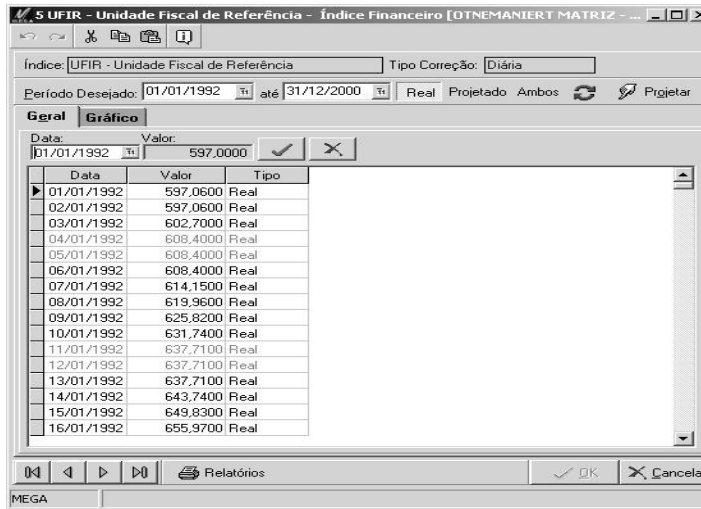 5 UFIR - Unidade Fiscal de Referência - Índice Financeiro [OTNEMANIERT MATRIZ - ...
Índice: UFIR - Unidade Fiscal de Referência Tipo Correção: Diária
Período Desejado: 01/01/1992 até 31/12/2000 Real Projetado Ambos Projetar
Geral Gráfico
Data: Valor:
01/01/1992 597,0000
Data Valor Tipo
01/01/1992 597,0600 Real
02/01/1992 597,0600 Real
03/01/1992 602,7000 Real
04/01/1992 608,4000 Real
05/01/1992 608,4000 Real
06/01/1992 608,4000 Real
07/01/1992 614,1500 Real
08/01/1992 619,9600 Real
09/01/1992 625,8200 Real
10/01/1992 631,7400 Real
11/01/1992 637,7100 Real
12/01/1992 637,7100 Real
13/01/1992 637,7100 Real
14/01/1992 643,7400 Real
15/01/1992 649,8300 Real
16/01/1992 655,9700 Real
Relatórios OK Cancela
MEGA